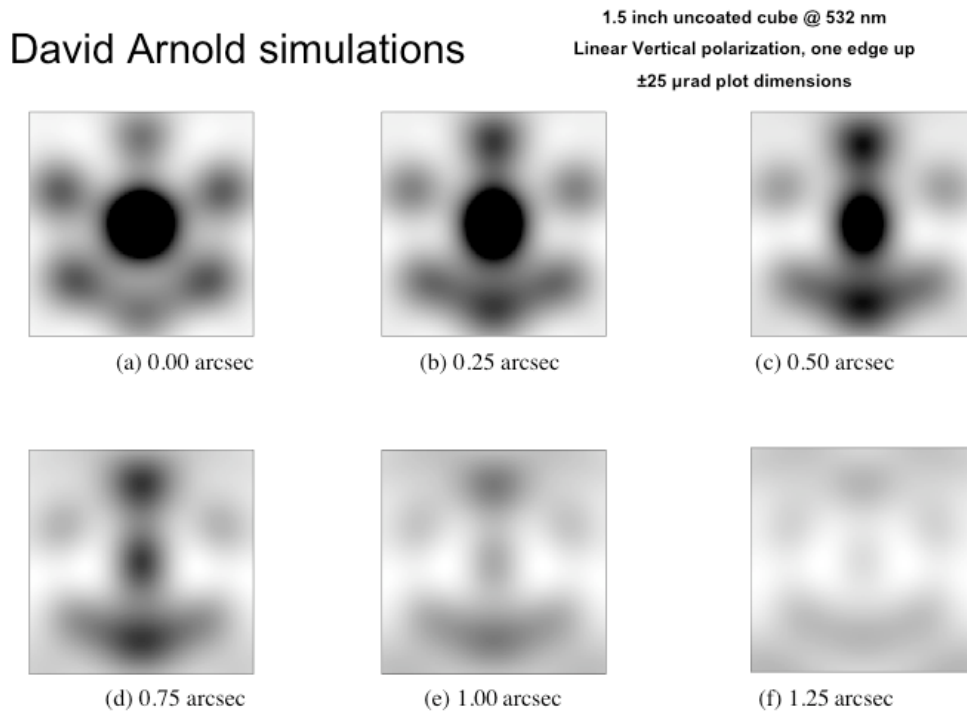 David Arnold simulations
1.5 inch uncoated cube @ 532 nm
Linear Vertical polarization, one edge up
±25 µrad plot dimensions
(a) 0.00 arcsec
(b) 0.25 arcsec
(c) 0.50 arcsec
(d) 0.75 arcsec
(e) 1.00 arcsec
(f) 1.25 arcsec